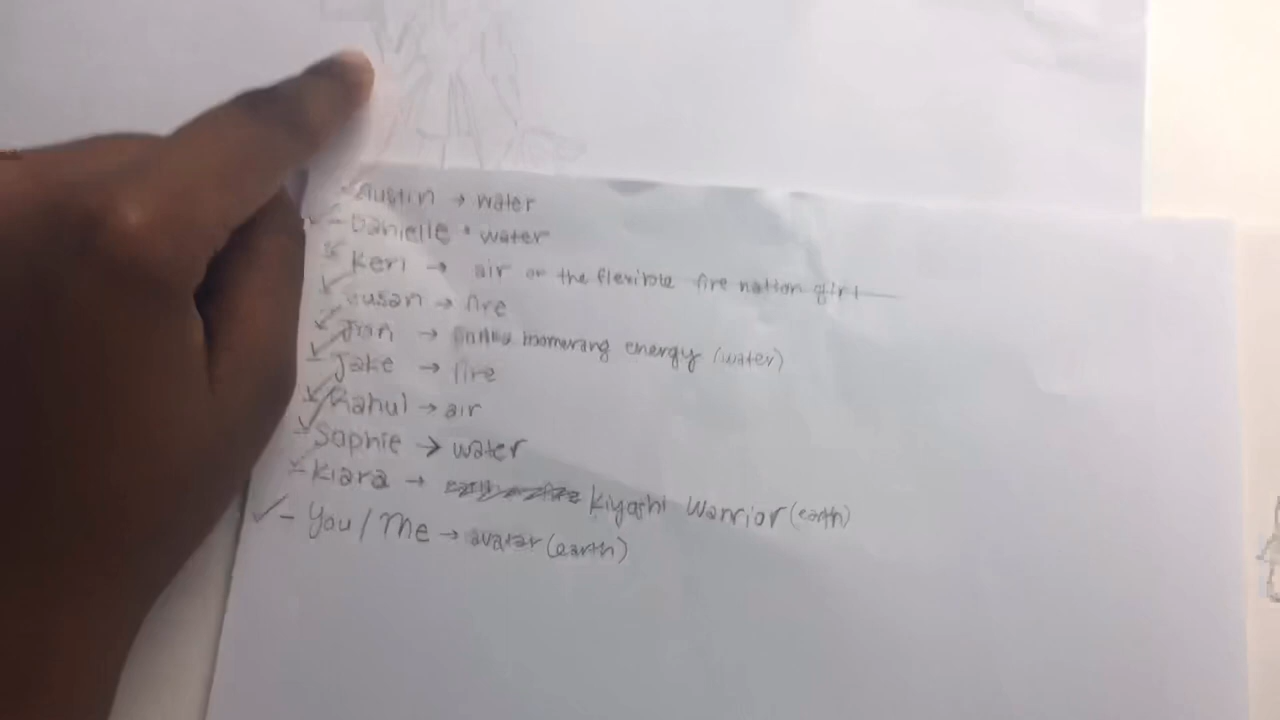 - Austin → water
- Danielle • water
Keri → air or the flexible fire nation girl
- Susan → fire
→ boomerang energy (water)
- Jake → fire
Rahul → air
- Sophie → water
- Kiara → Kiyoshi Warrior (earth)
✓ - You / Me → avatar (earth)